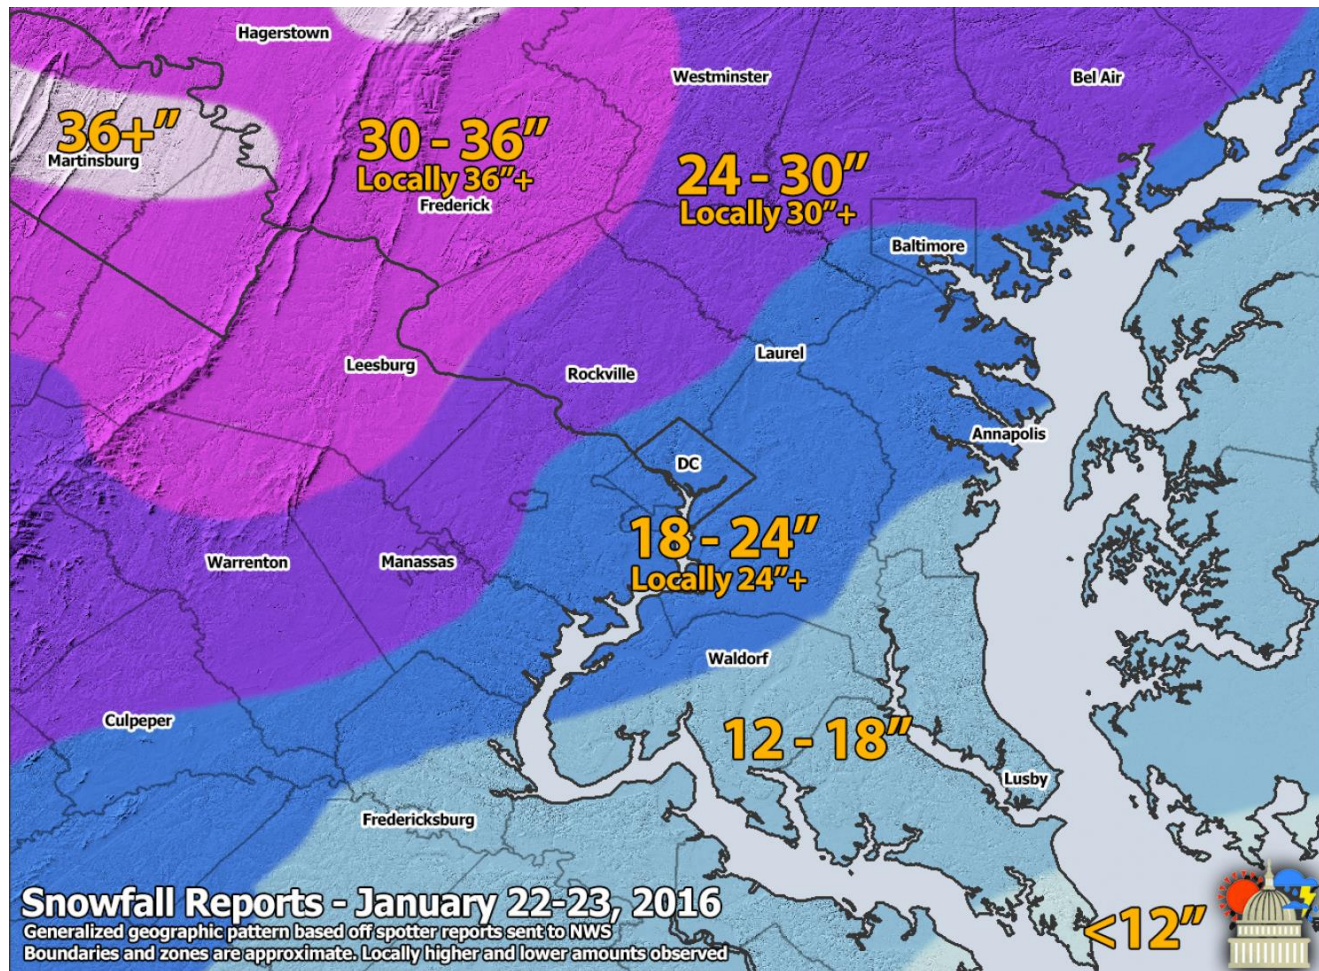 Hagerstown
Westminster
Bel Air
36+”
Martinsburg
30 - 36”
Locally 36”+
Frederick
24 - 30”
Locally 30”+
Baltimore
Laurel
Leesburg
Rockville
Annapolis
DC
18 - 24”
Locally 24”+
Warrenton
Manassas
Waldorf
Culpeper
12 - 18”
Lusby
Fredericksburg
Snowfall Reports - January 22-23, 2016
Generalized geographic pattern based off spotter reports sent to NWS
Boundaries and zones are approximate. Locally higher and lower amounts observed
<12”